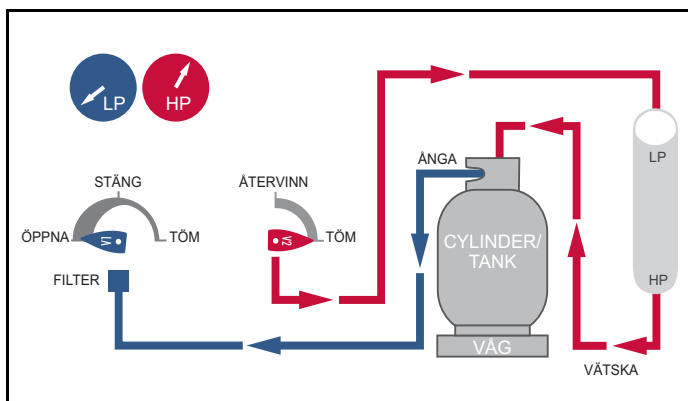 LP
HP
STÄNG
ÖPPNA
V1
TÖM
FILTER
ÅTERVINN
V2
TÖM
ÅNGA
CYLINDER/
TANK
VÅG
LP
HP
VÄTSKA